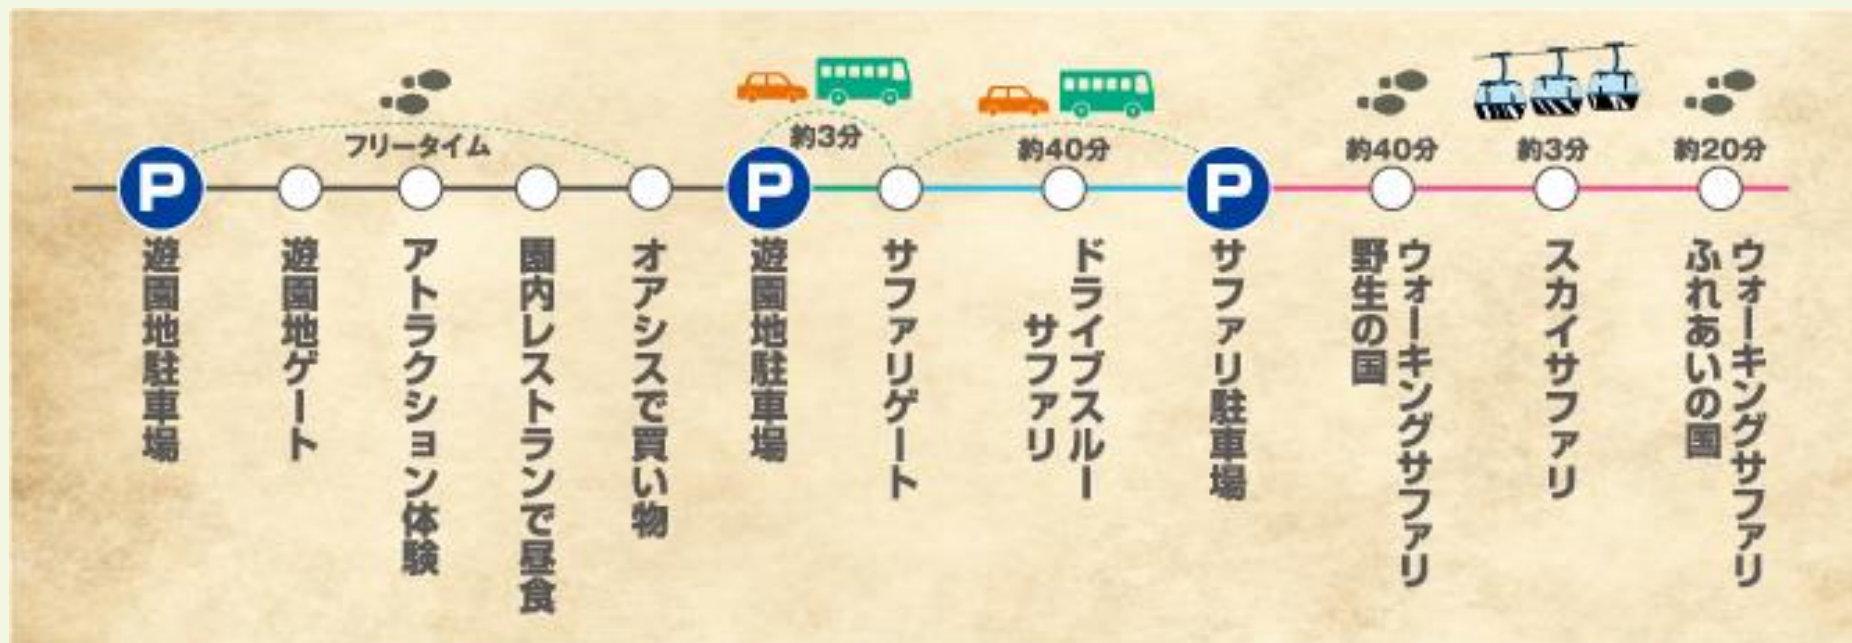 フリータイム
約3分
約40分
約40分
約3分
約20分
P
遊園地駐車場
遊園地ゲート
アトラクション体験
園内レストランで昼食
オアシスで買い物
P
遊園地駐車場
サファリゲート
ドライブスルー
サファリ
P
サファリ駐車場
ウォーキングサファリ
野生の国
スカイサファリ
ウォーキングサファリ
ふれあいの国